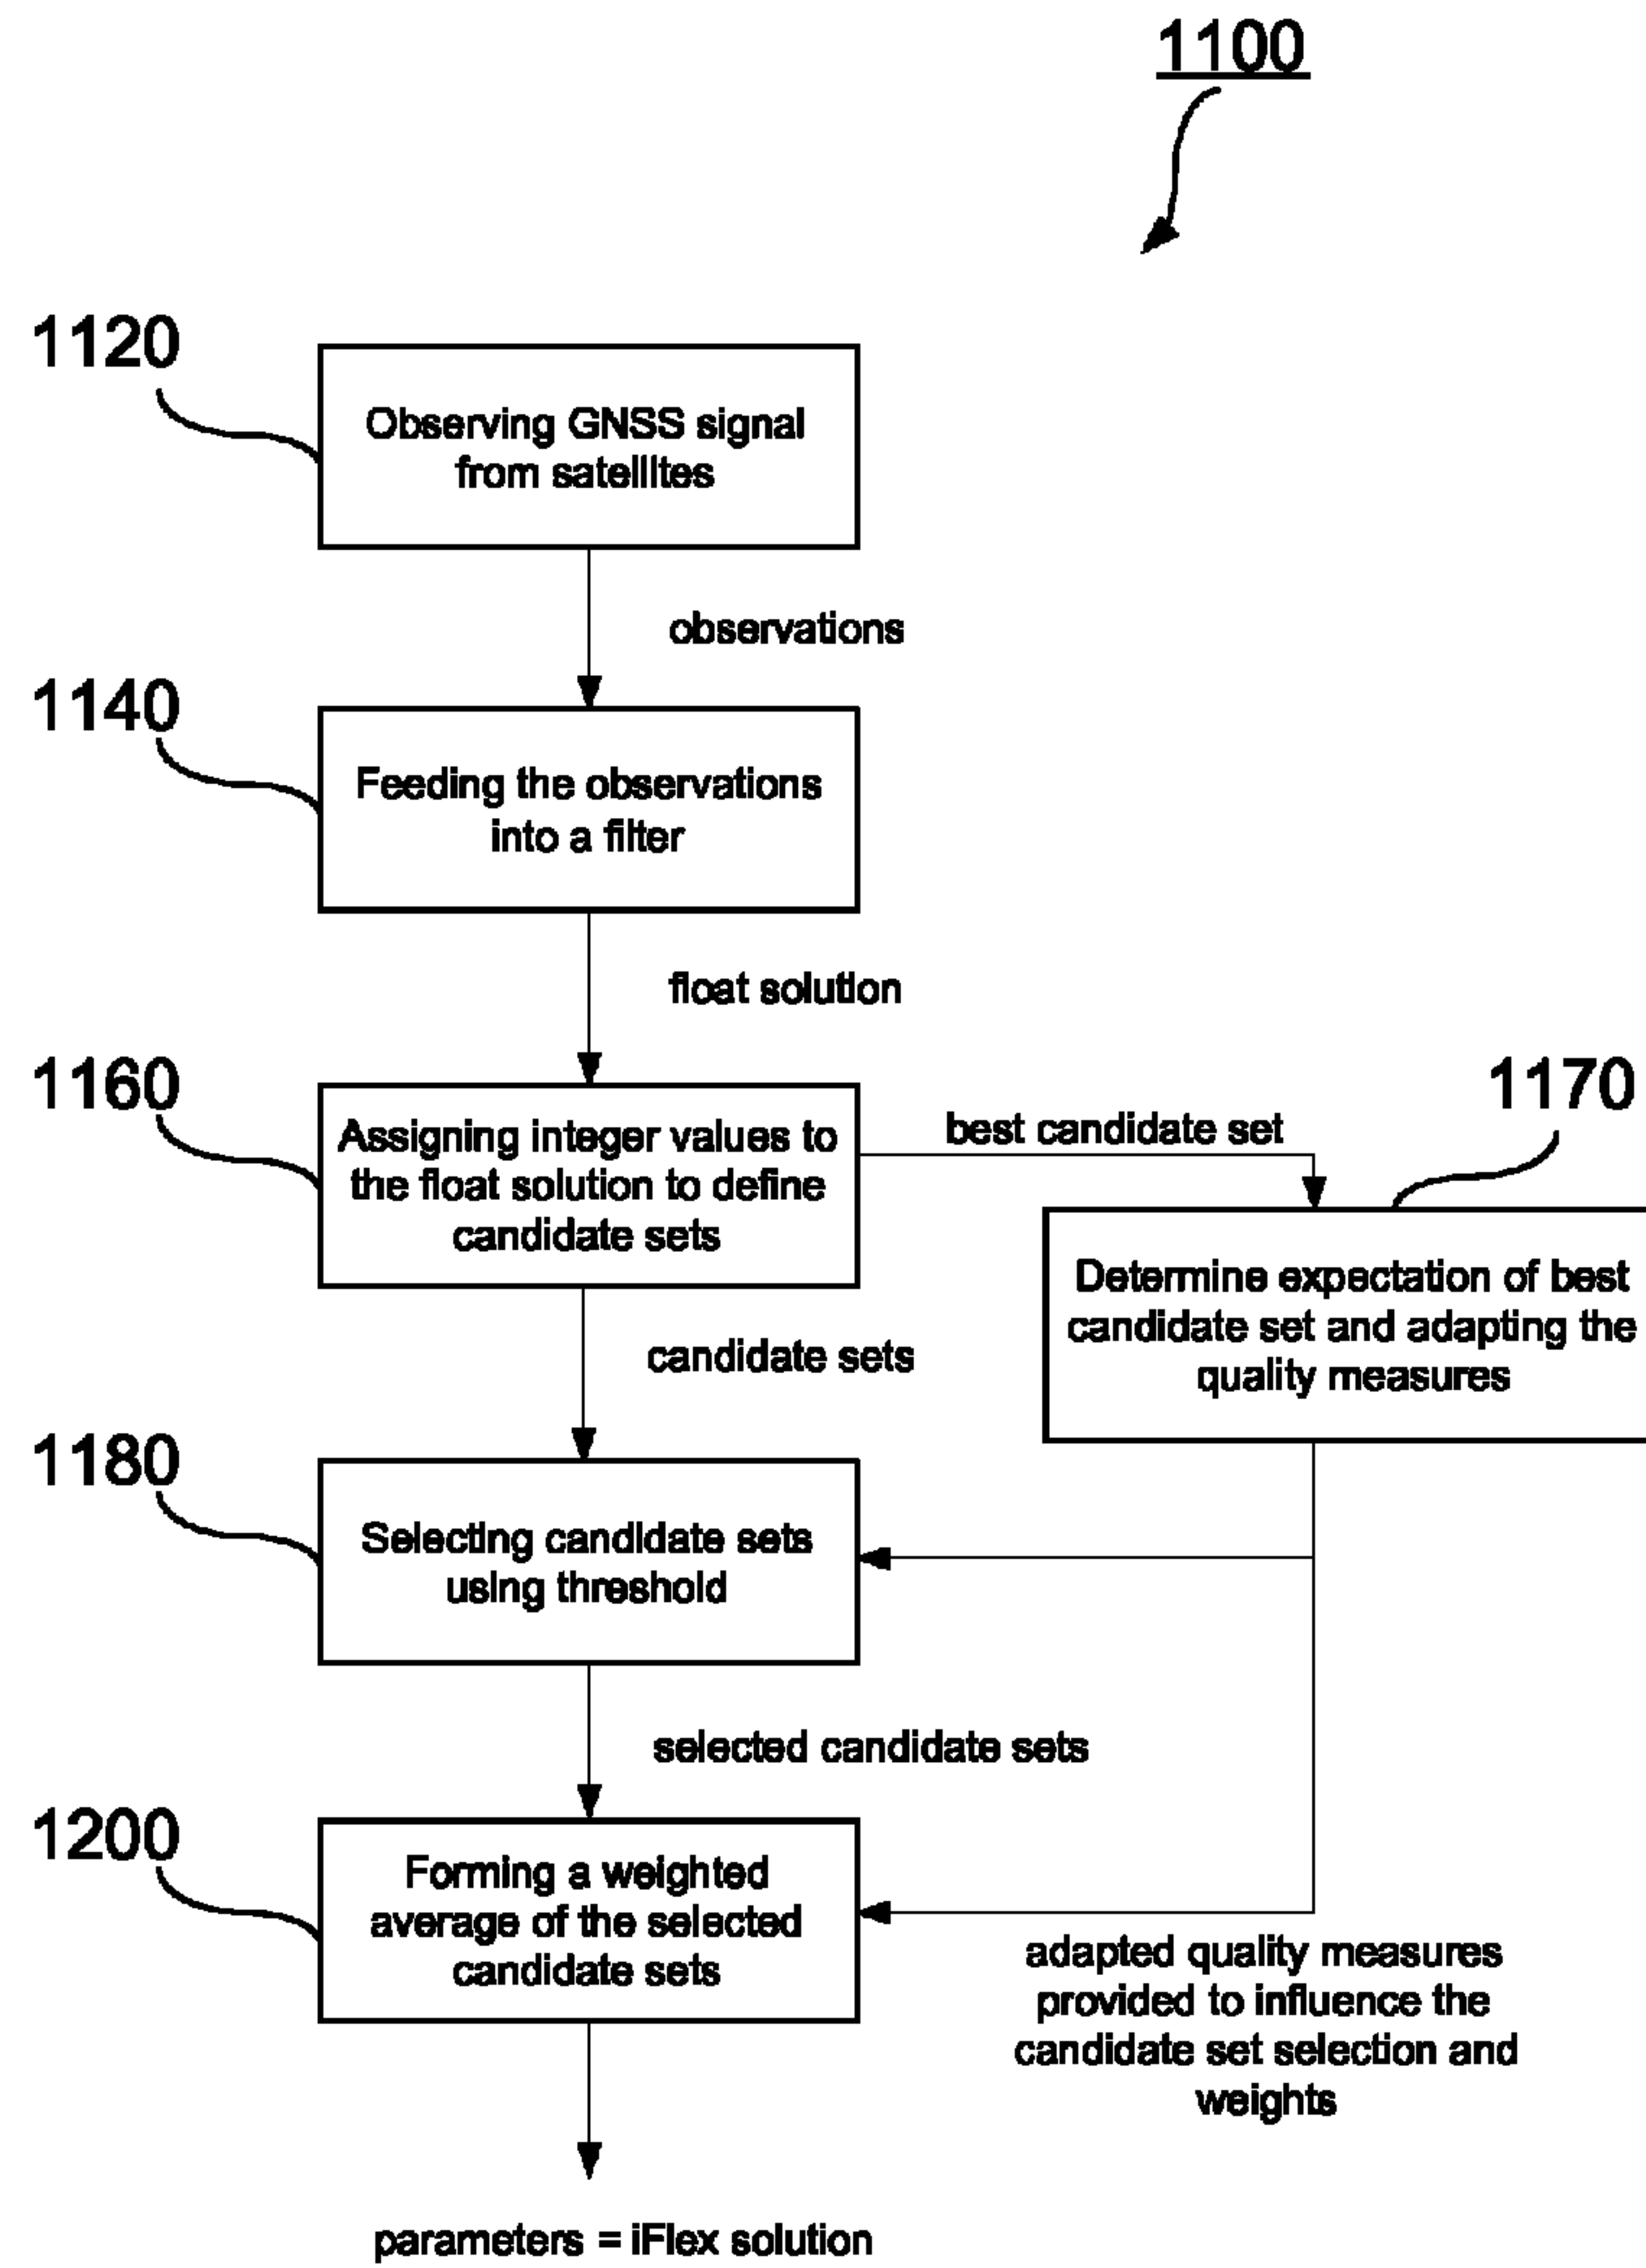 1100
1120
Observing GNSS signal
from satellites
observations
1140
Feeding the observations
into a filter
float solution
1160
Assigning integer values to
the float solution to define
candidate sets
best candidate set
1170
Determine expectation of best
candidate set and adapting the
quality measures
candidate sets
1180
Selecting candidate sets
using threshold
selected candidate sets
1200
Forming a weighted
average of the selected
candidate sets
adapted quality measures
provided to influence the
candidate set selection and
weights
parameters = iFlex solution